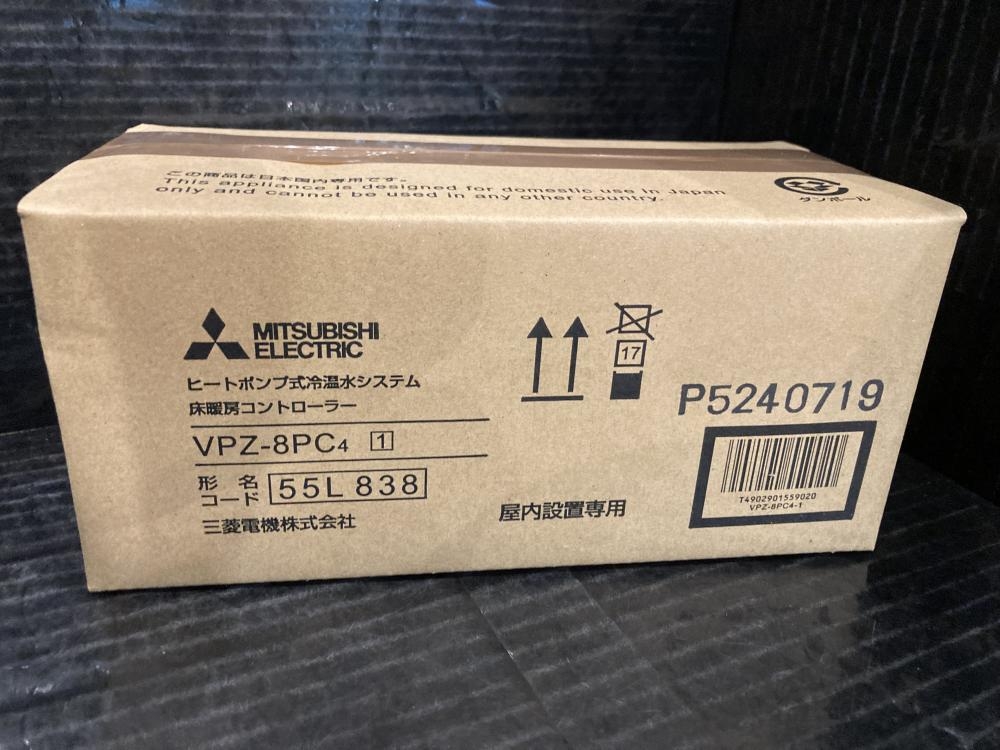 この商品は日本国内専用です。
This appliance is designed for domestic use in Japan
only and cannot be used in any other country.
ダンボール
MITSUBISHI
ELECTRIC
ヒートポンプ式冷温水システム
床暖房コントローラー
VPZ-8PC4 1
形名
コード 55L 838
三菱電機株式会社
17
屋内設置専用
P5240719
T4902901559020
VPZ-8PC4-1